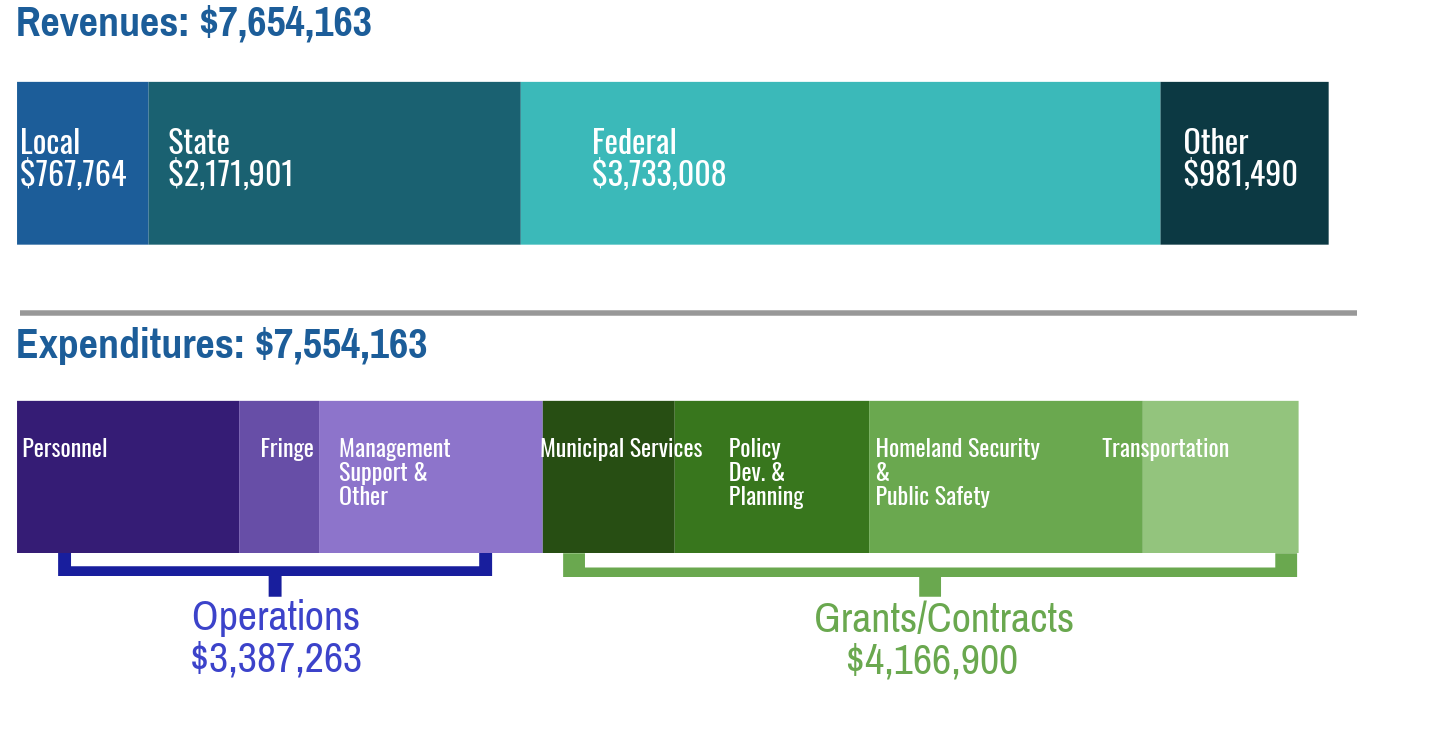 Revenues: $7,654,163
Local
$767,764
State
$2,171,901
Federal
$3,733,008
Other
$981,490
Expenditures: $7,554,163
Personnel
Fringe
Management
Support &
Other
Municipal Services
Policy
Dev. &
Planning
Homeland Security
&
Public Safety
Transportation
Operations
$3,387,263
Grants/Contracts
$4,166,900